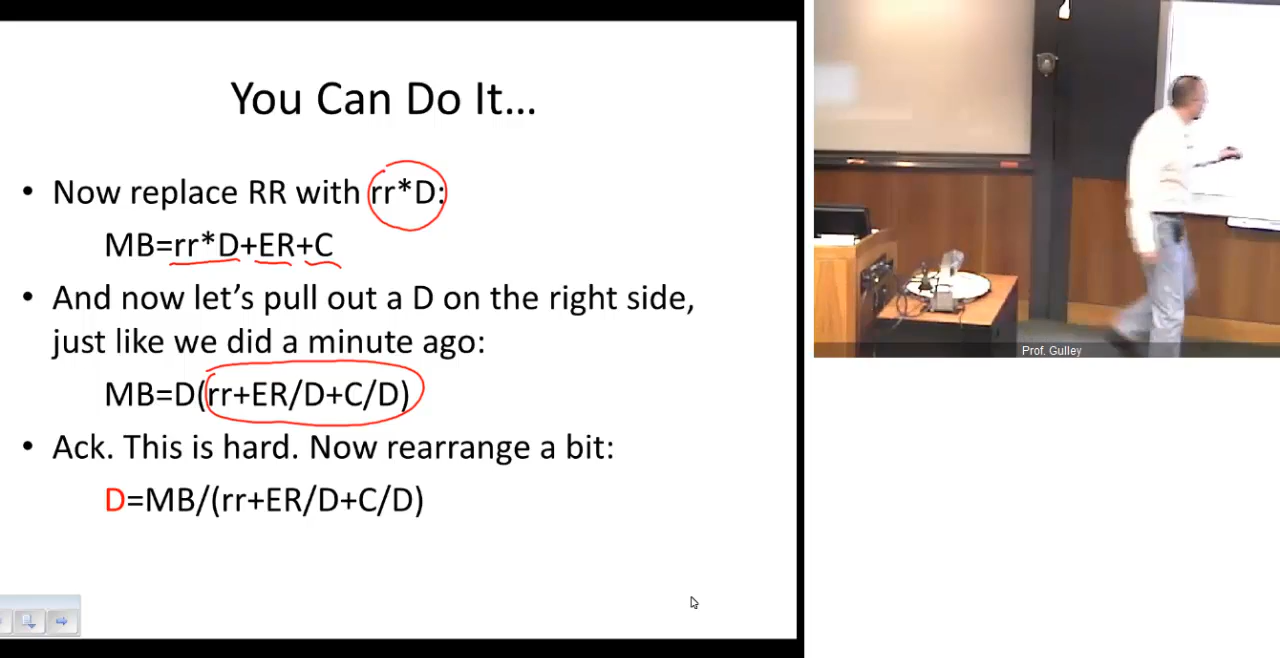 You Can Do It...
• Now replace RR with rr*D:
MB=rr*D+ER+C
• And now let's pull out a D on the right side,
just like we did a minute ago:
MB=D(rr+ER/D+C/D)
• Ack. This is hard. Now rearrange a bit:
D=MB/(rr+ER/D+C/D)
Prof. Gulley